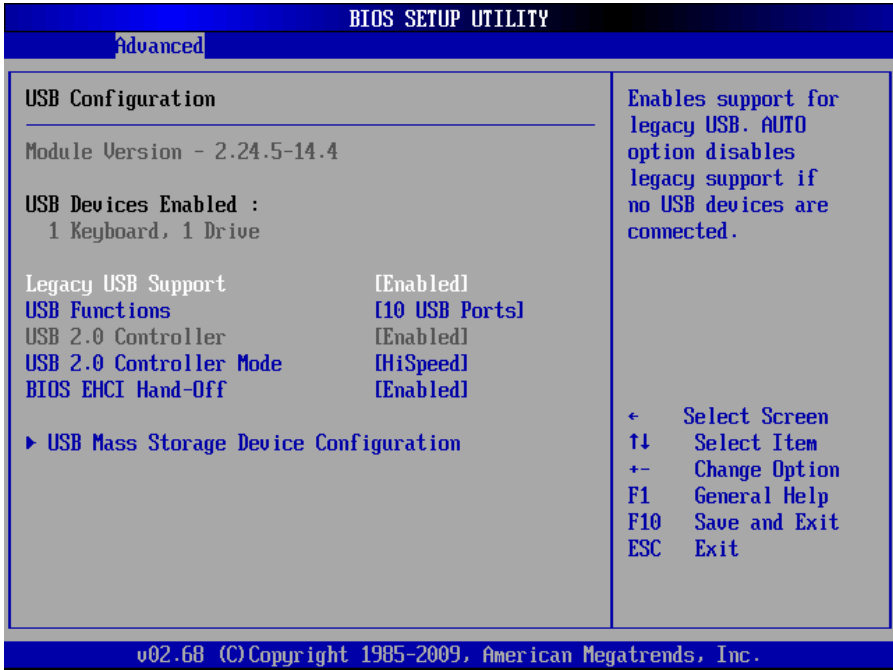 BIOS SETUP UTILITY
Advanced
USB Configuration
Module Version - 2.24.5-14.4
USB Devices Enabled :
1 Keyboard, 1 Drive
Legacy USB Support [Enabled]
USB Functions [10 USB Ports]
USB 2.0 Controller [Enabled]
USB 2.0 Controller Mode [HiSpeed]
BIOS EHCI Hand-Off [Enabled]
▶ USB Mass Storage Device Configuration
Enables support for
legacy USB. AUTO
option disables
legacy support if
no USB devices are
connected.
← Select Screen
↑↓ Select Item
+- Change Option
F1 General Help
F10 Save and Exit
ESC Exit
v02.68 (C)Copyright 1985-2009, American Megatrends, Inc.